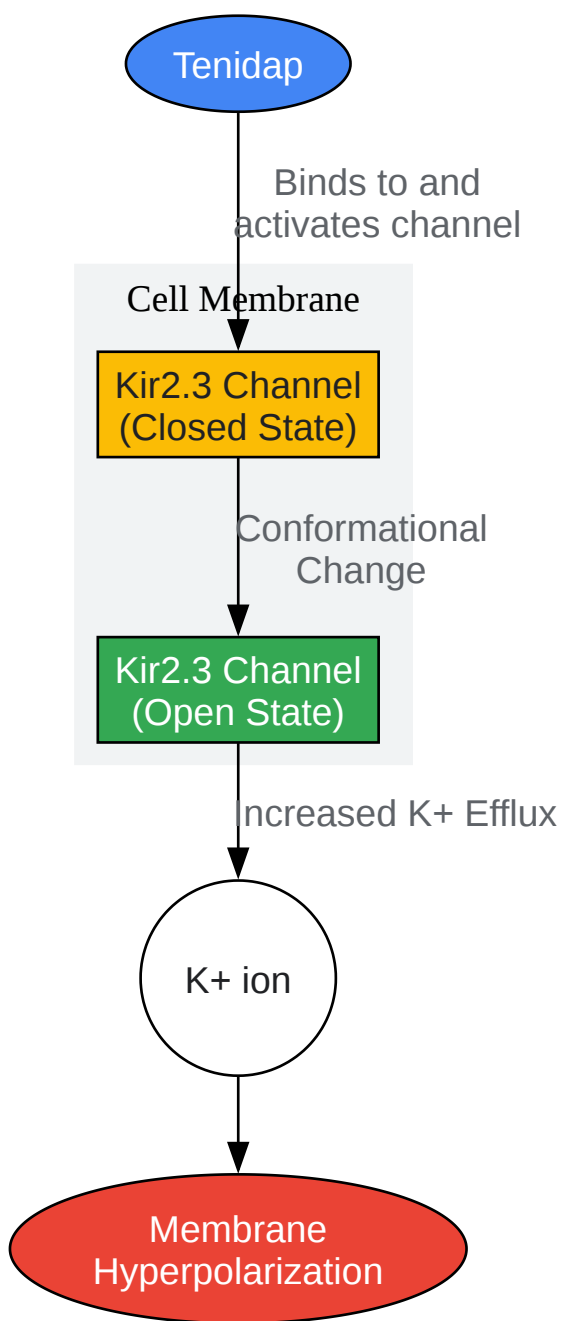 Tenidap
Binds to and
activates channel
Cell Membrane
Kir2.3 Channel
(Closed State)
Conformational
Change
Kir2.3 Channel
(Open State)
Increased K+ Efflux
K+ ion
Membrane
Hyperpolarization